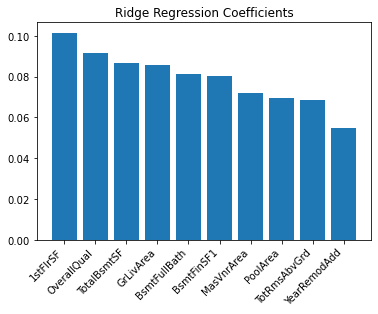 Ridge Regression Coefficients
0.10
0.08
0.06
0.04
0.02
0.00
1stFlrSF
OverallQual
TotalBsmtSF
GrLivArea
BsmtFullBath
BsmtFinSF1
MasVnrArea
PoolArea
TotRmsAbvGrd
YearRemodAdd